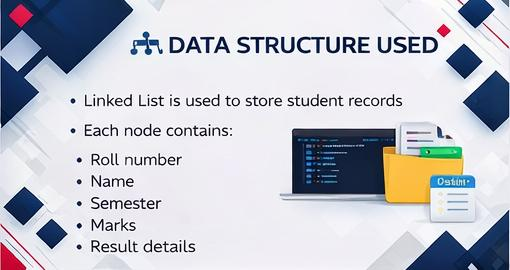 DATA STRUCTURE USED
• Linked List is used to store student records
• Each node contains:
• Roll number
• Name
• Semester
• Marks
• Result details